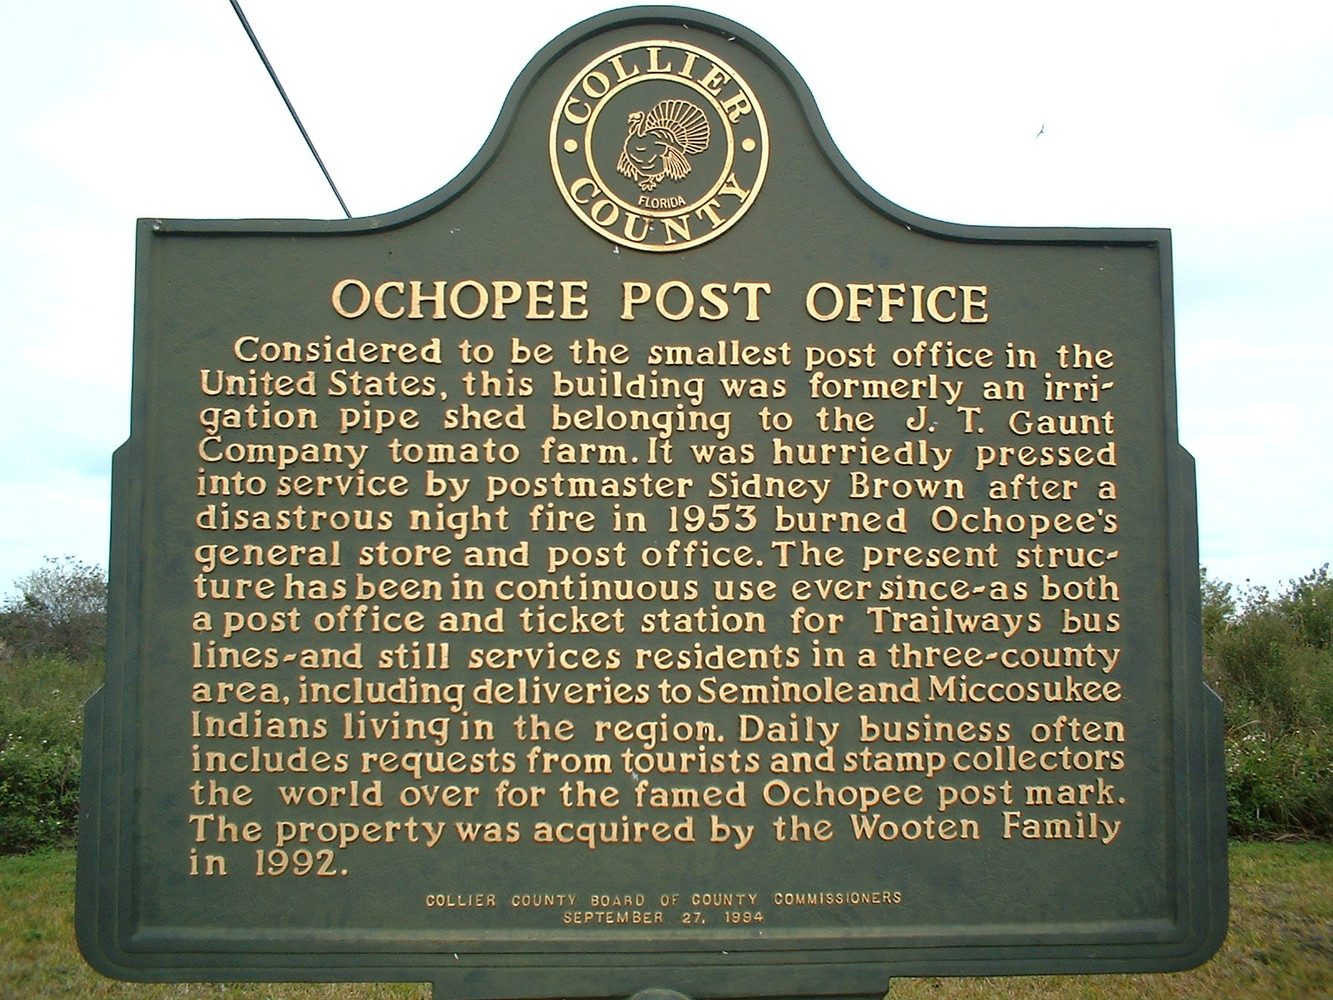 COLLIER
FLORIDA
COUNTY
OCHOPEE POST OFFICE
Considered to be the smallest post office in the
United States, this building was formerly an irri-
gation pipe shed belonging to the J. T. Gaunt
Company tomato farm. It was hurriedly pressed
into service by postmaster Sidney Brown after a
disastrous night fire in 1953 burned Ochopee's
general store and post office. The present struc-
ture has been in continuous use ever since-as both
a post office and ticket station for Trailways bus
lines-and still services residents in a three-county
area, including deliveries to Seminole and Miccosukee
Indians living in the region. Daily business often
includes requests from tourists and stamp collectors
the world over for the famed Ochopee post mark.
The property was acquired by the Wooten Family
in 1992.
COLLIER COUNTY BOARD OF COUNTY COMMISSIONERS
SEPTEMBER 27, 1994